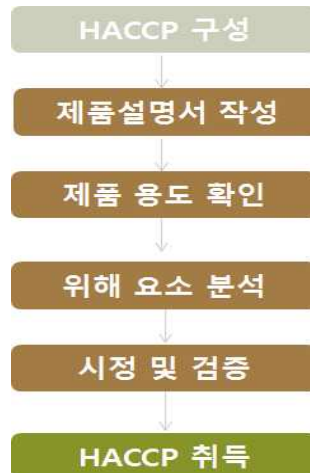 HACCP 구성
제품설명서 작성
제품 용도 확인
위해 요소 분석
시정 및 검증
HACCP 취득